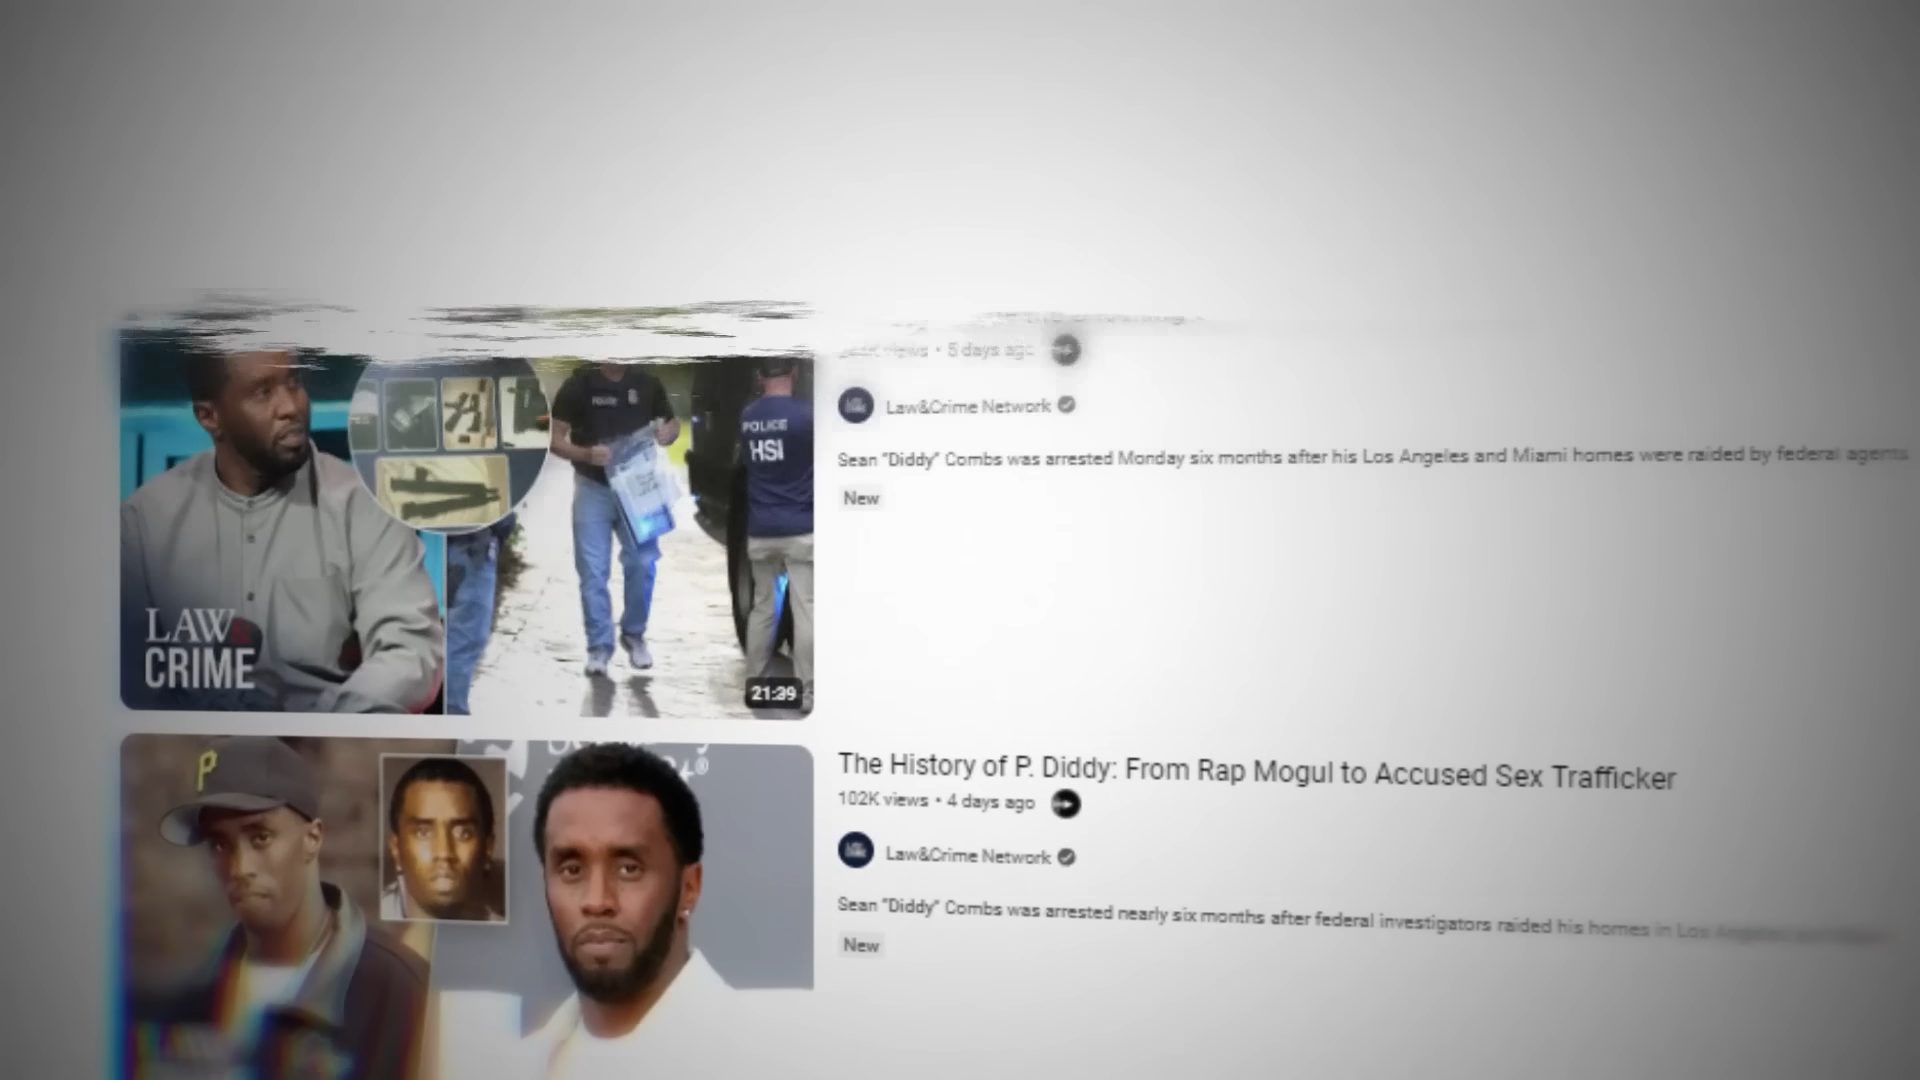 5 days ago
Law&Crime Network
Sean "Diddy" Combs was arrested Monday six months after his Los Angeles and Miami homes were raided by federal agents
New
POLICE
POLICE
HSI
LAW&
CRIME
21:39
P
The History of P. Diddy: From Rap Mogul to Accused Sex Trafficker
102K views • 4 days ago
Law&Crime Network
Sean "Diddy" Combs was arrested nearly six months after federal investigators raided his homes in Los Angeles
New